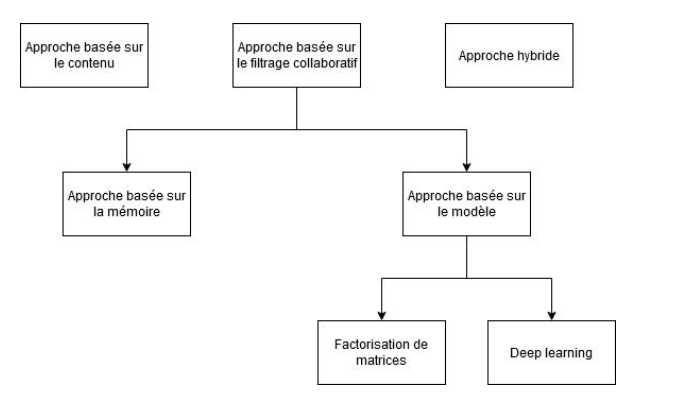 Approche basée sur
le contenu
Approche basée sur
le filtrage collaboratif
Approche hybride
Approche basée sur
la mémoire
Approche basée sur
le modèle
Factorisation de
matrices
Deep learning